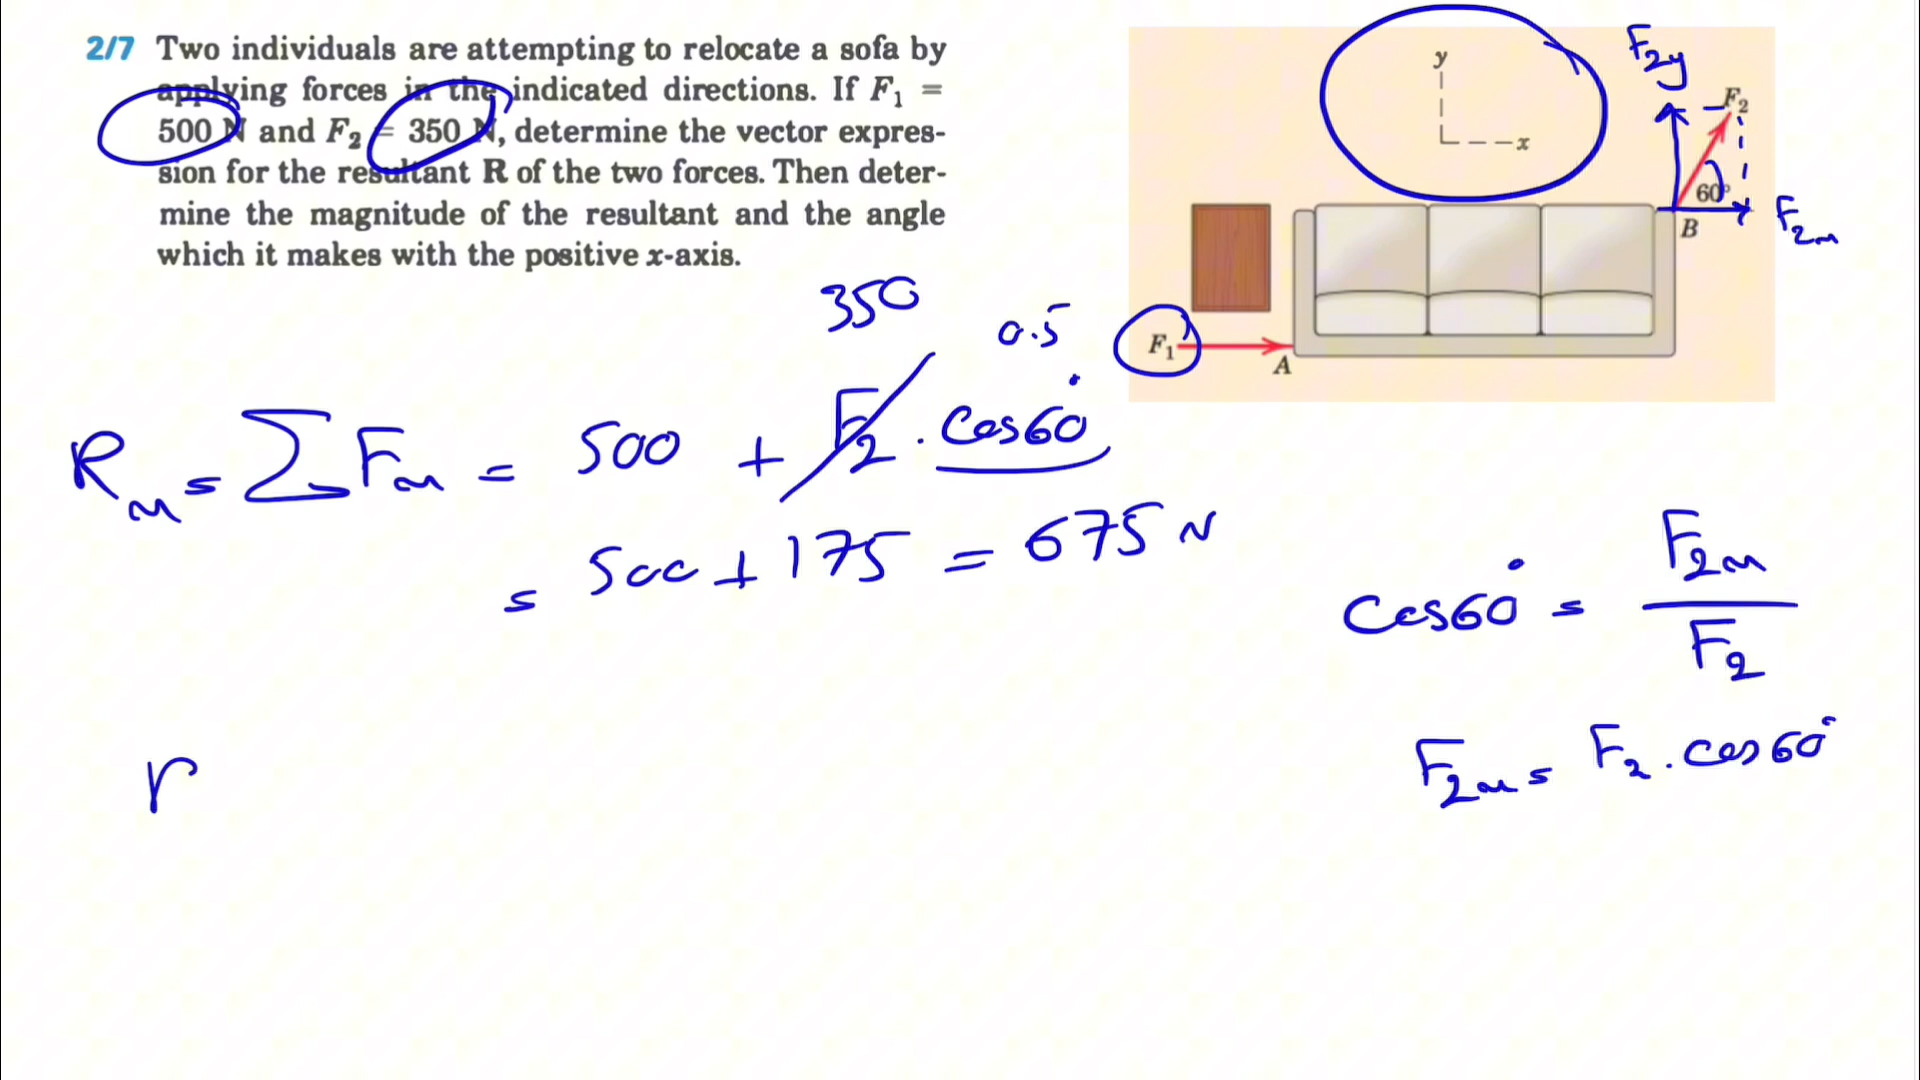 2/7 Two individuals are attempting to relocate a sofa by
applying forces in the indicated directions. If F₁ =
500 N and F₂ = 350 N, determine the vector expres-
sion for the resultant R of the two forces. Then deter-
mine the magnitude of the resultant and the angle
which it makes with the positive x-axis.
y
x
F₂y
F₂
60°
F₂x
B
F₁
A
350
0.5
Rx = ∑Fx = 500 + F₂ . cos60°
= 500 + 175 = 675 N
cos60° = F₂x / F₂
F₂x = F₂ . cos60°
r